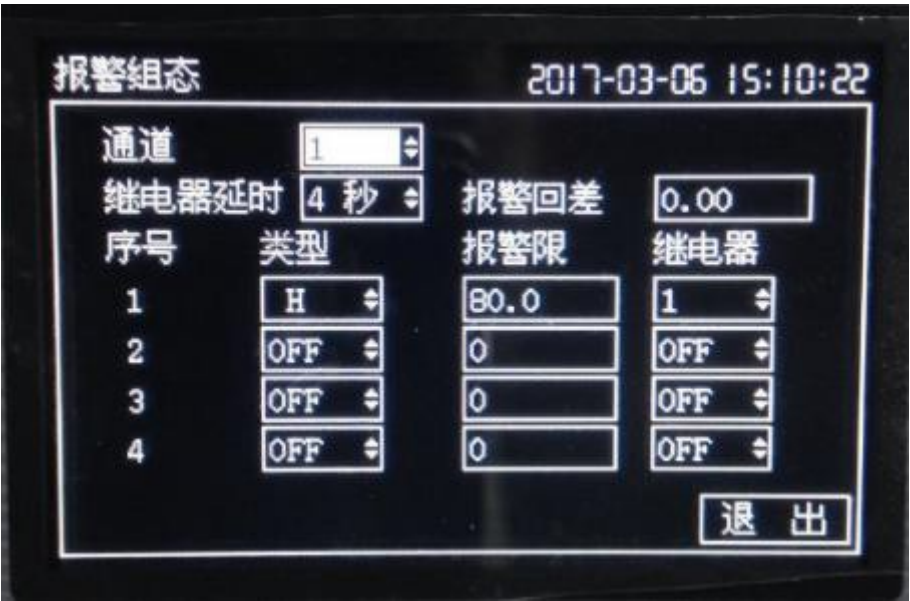 报警组态 2017-03-06 15:10:22
通道 1
继电器延时 4 秒 报警回差 0.00
序号 类型 报警限 继电器
1 H 80.0 1
2 OFF 0 OFF
3 OFF 0 OFF
4 OFF 0 OFF
退 出